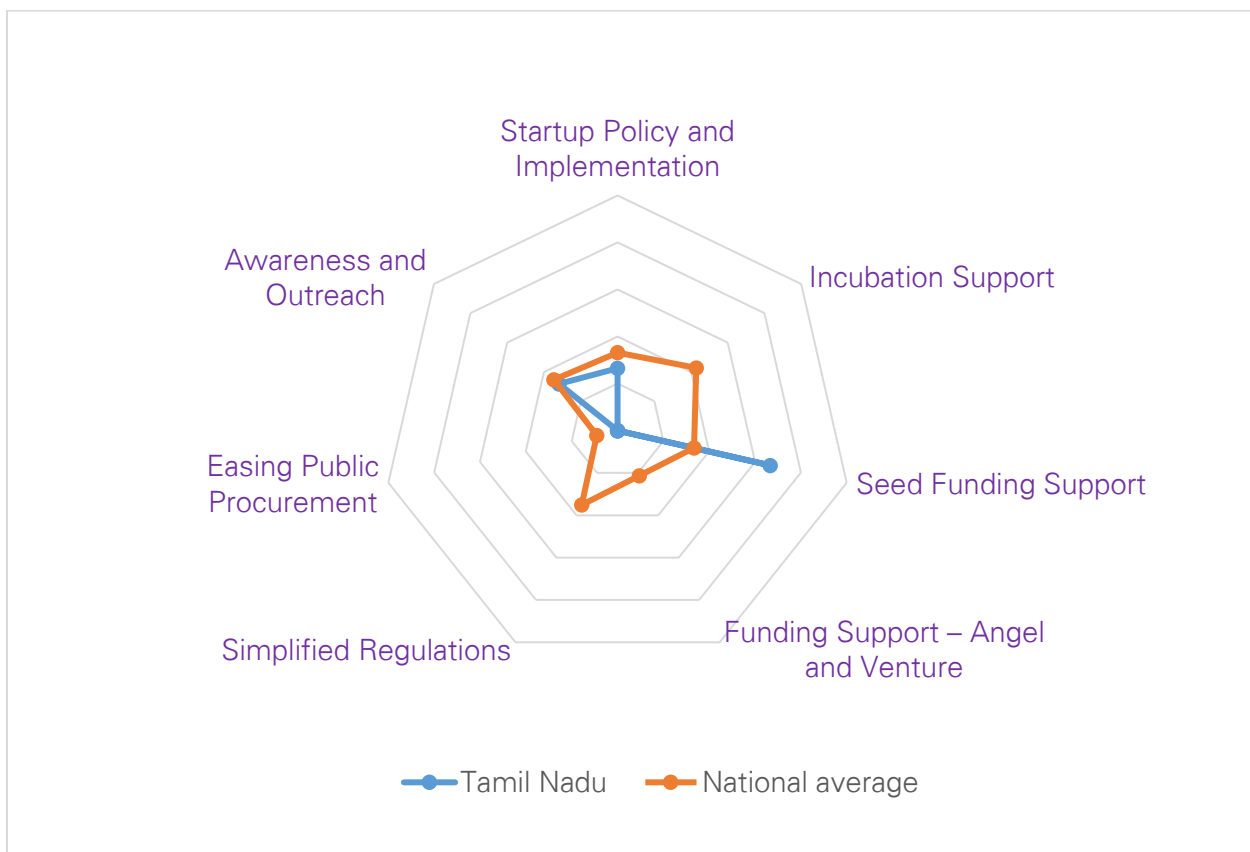 Startup Policy and
Implementation
Awareness and
Outreach
Incubation Support
Easing Public
Procurement
Seed Funding Support
Simplified Regulations
Funding Support – Angel
and Venture
Tamil Nadu
National average